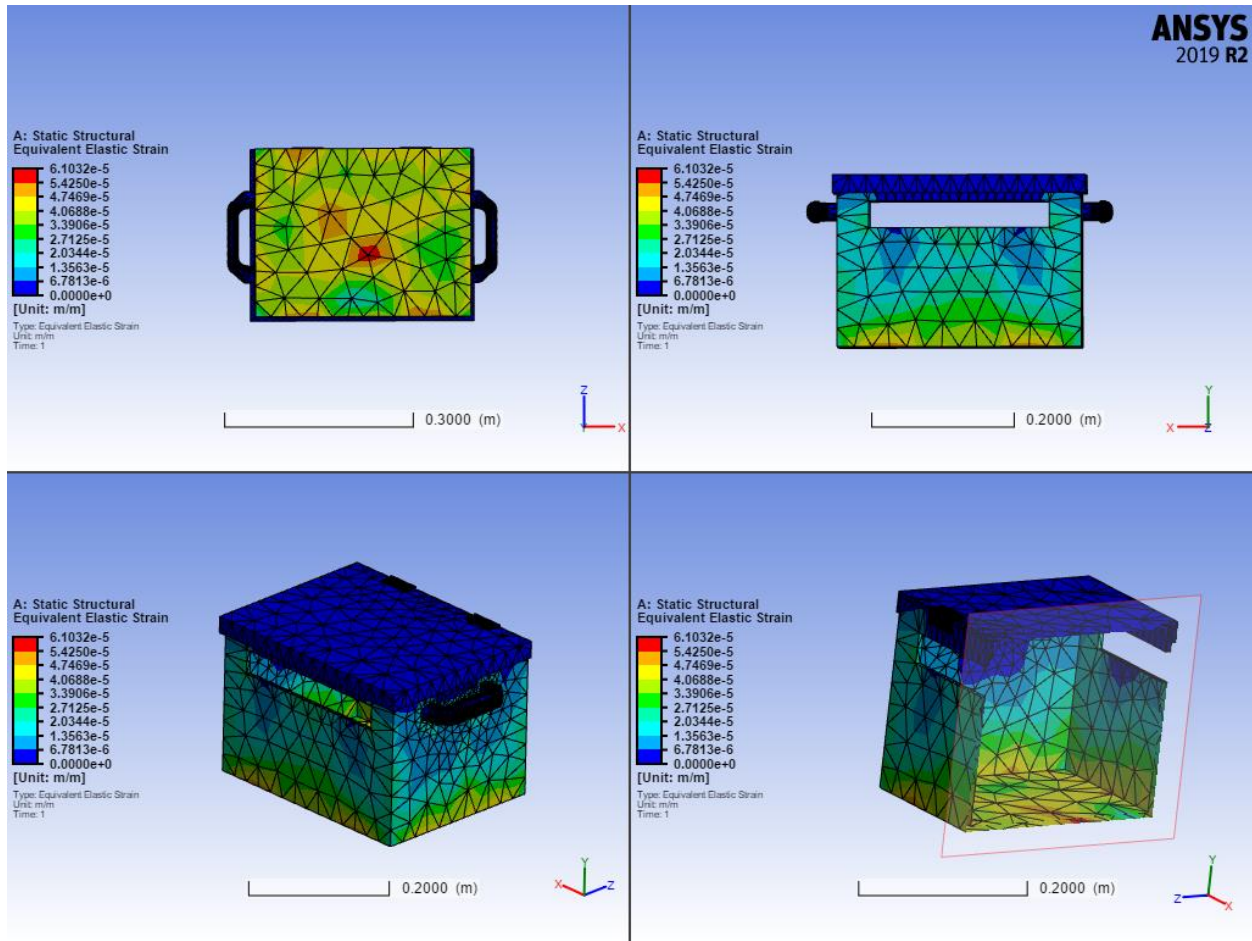 ANSYS
2019 R2
A: Static Structural
Equivalent Elastic Strain
6.1032e-5
5.4250e-5
4.7469e-5
4.0688e-5
3.3906e-5
2.7125e-5
2.0344e-5
1.3563e-5
6.7813e-6
0.0000e+0
[Unit: m/m]
Type: Equivalent Elastic Strain
Unit: m/m
Time: 1
0.3000 (m)
Z
Y
X
A: Static Structural
Equivalent Elastic Strain
6.1032e-5
5.4250e-5
4.7469e-5
4.0688e-5
3.3906e-5
2.7125e-5
2.0344e-5
1.3563e-5
6.7813e-6
0.0000e+0
[Unit: m/m]
Type: Equivalent Elastic Strain
Unit: m/m
Time: 1
0.2000 (m)
Y
X
Z
A: Static Structural
Equivalent Elastic Strain
6.1032e-5
5.4250e-5
4.7469e-5
4.0688e-5
3.3906e-5
2.7125e-5
2.0344e-5
1.3563e-5
6.7813e-6
0.0000e+0
[Unit: m/m]
Type: Equivalent Elastic Strain
Unit: m/m
Time: 1
0.2000 (m)
Y
X
Z
A: Static Structural
Equivalent Elastic Strain
6.1032e-5
5.4250e-5
4.7469e-5
4.0688e-5
3.3906e-5
2.7125e-5
2.0344e-5
1.3563e-5
6.7813e-6
0.0000e+0
[Unit: m/m]
Type: Equivalent Elastic Strain
Unit: m/m
Time: 1
0.2000 (m)
Y
Z
X